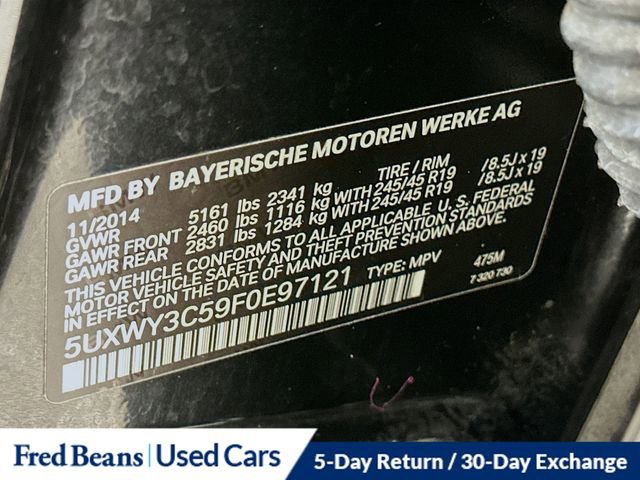 MFD BY BAYERISCHE MOTOREN WERKE AG
11/2014 TIRE / RIM
GVWR 5161 lbs 2341 kg
GAWR FRONT 2460 lbs 1116 kg WITH 245/45 R19 /8.5J x 19
GAWR REAR 2831 lbs 1284 kg WITH 245/45 R19 /8.5J x 19
THIS VEHICLE CONFORMS TO ALL APPLICABLE U. S. FEDERAL
MOTOR VEHICLE SAFETY AND THEFT PREVENTION STANDARDS
IN EFFECT ON THE DATE OF MANUFACTURE SHOWN ABOVE.
5UXWY3C59F0E97121 TYPE: MPV 475M
7 320 730
Fred Beans | Used Cars 5-Day Return / 30-Day Exchange